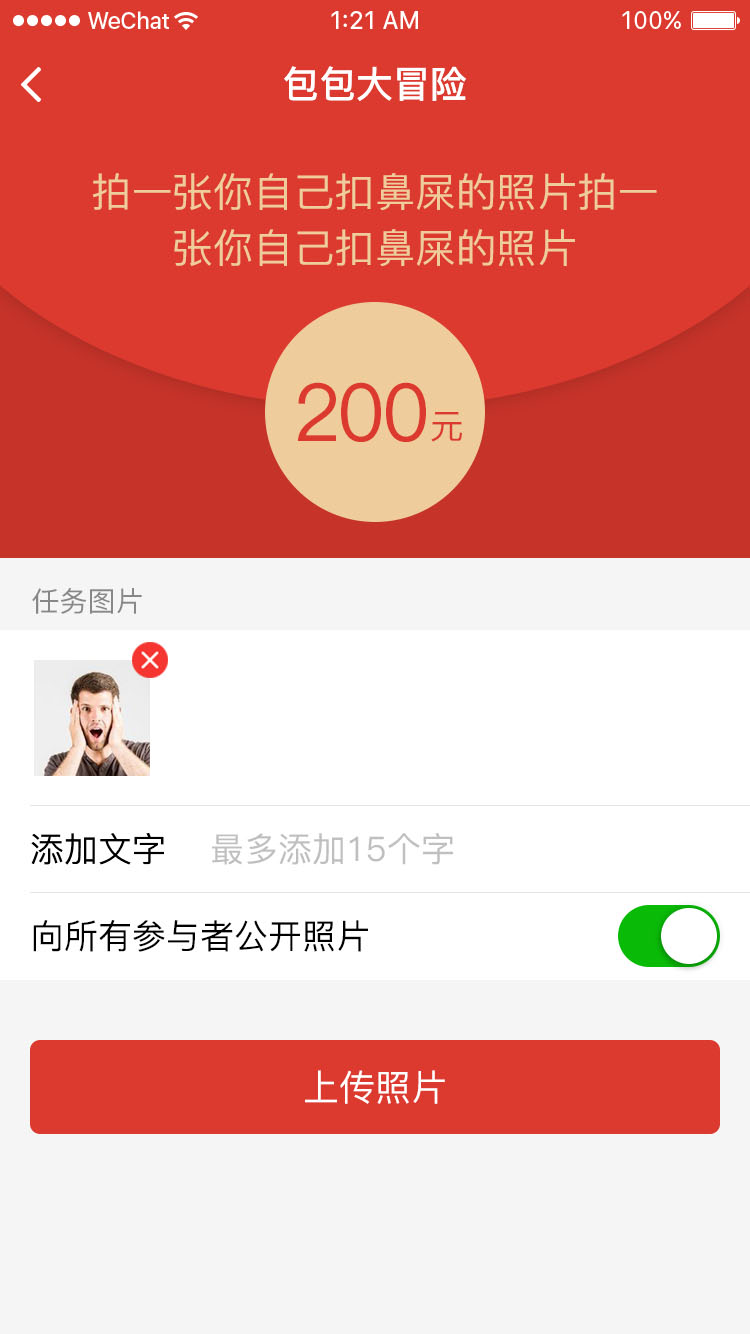 WeChat 1:21 AM 100%
包包大冒险
拍一张你自己扣鼻屎的照片拍一
张你自己扣鼻屎的照片
200元
任务图片
添加文字 最多添加15个字
向所有参与者公开照片
上传照片